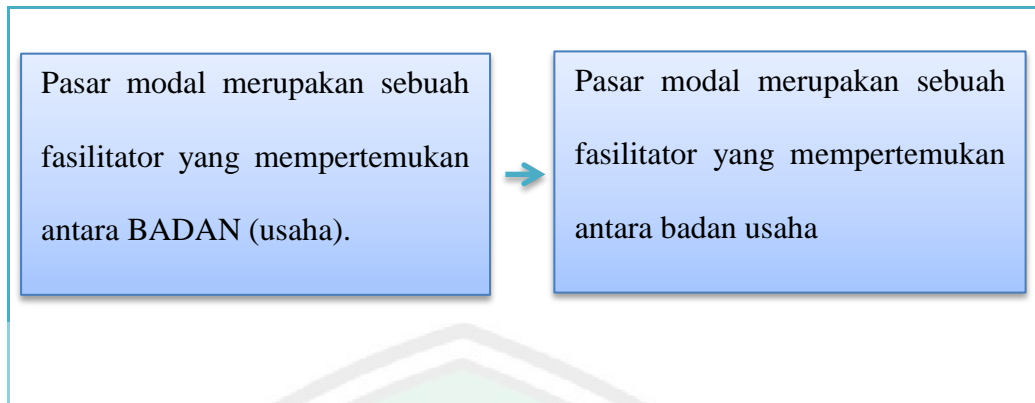 Pasar modal merupakan sebuah
fasilitator yang mempertemukan
antara BADAN (usaha).
Pasar modal merupakan sebuah
fasilitator yang mempertemukan
antara badan usaha